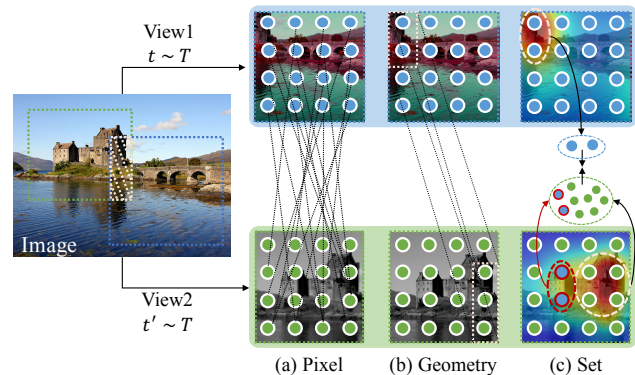 View1
t ~ T
Image
View2
t′ ~ T
(a) Pixel
(b) Geometry
(c) Set